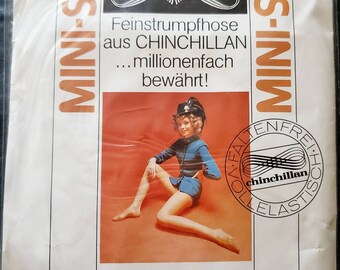 MINI-S
Feinstrumpfhose
aus CHINCHILLAN
...millionenfach
bewährt!
MINI-S
FALTENFREI
VOLLELASTISCH
chinchillan